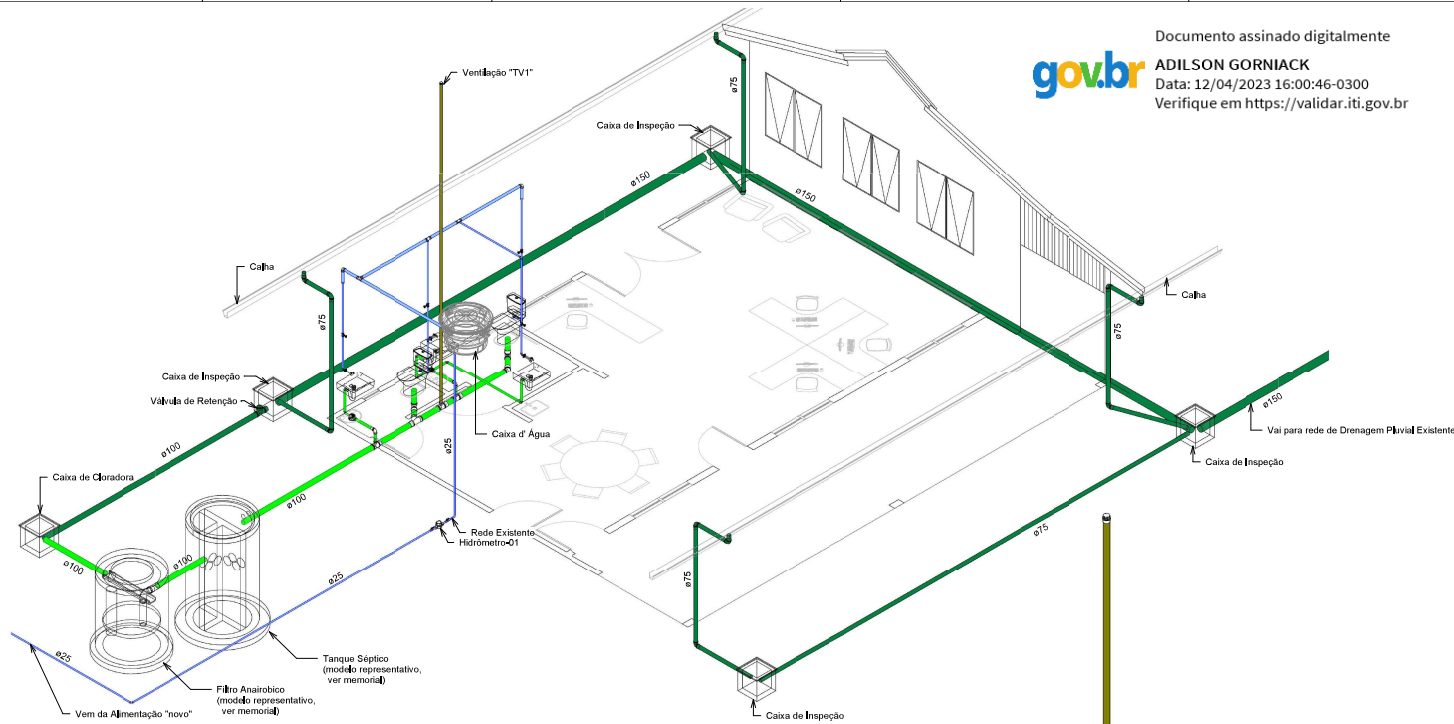 Documento assinado digitalmente
gov.br
ADILSON GORNIACK
Data: 12/04/2023 16:00:46-0300
Verifique em https://validar.iti.gov.br
Ventilação "TV1"
ø75
Caixa de Inspeção
ø150
ø150
Calha
Calha
ø75
ø75
Caixa de Inspeção
Válvula de Retenção
ø100
Caixa d' Água
ø25
ø150
Vai para rede de Drenagem Pluvial Existente
Caixa de Inspeção
Caixa de Cloradora
ø100
Rede Existente
Hidrômetro-01
ø75
ø100
ø100
ø25
ø75
ø25
Tanque Séptico
(modelo representativo,
ver memorial)
Filtro Anairobico
(modelo representativo,
ver memorial)
Vem da Alimentação "novo"
Caixa de Inspeção